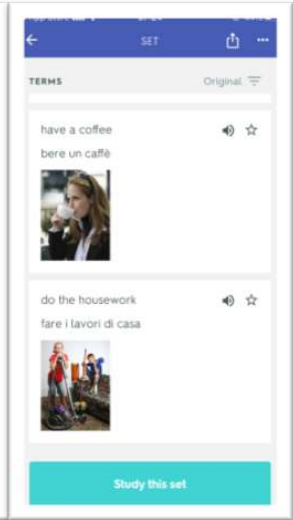 SET
TERMS Original
have a coffee
bere un caffè
do the housework
fare i lavori di casa
Study this set